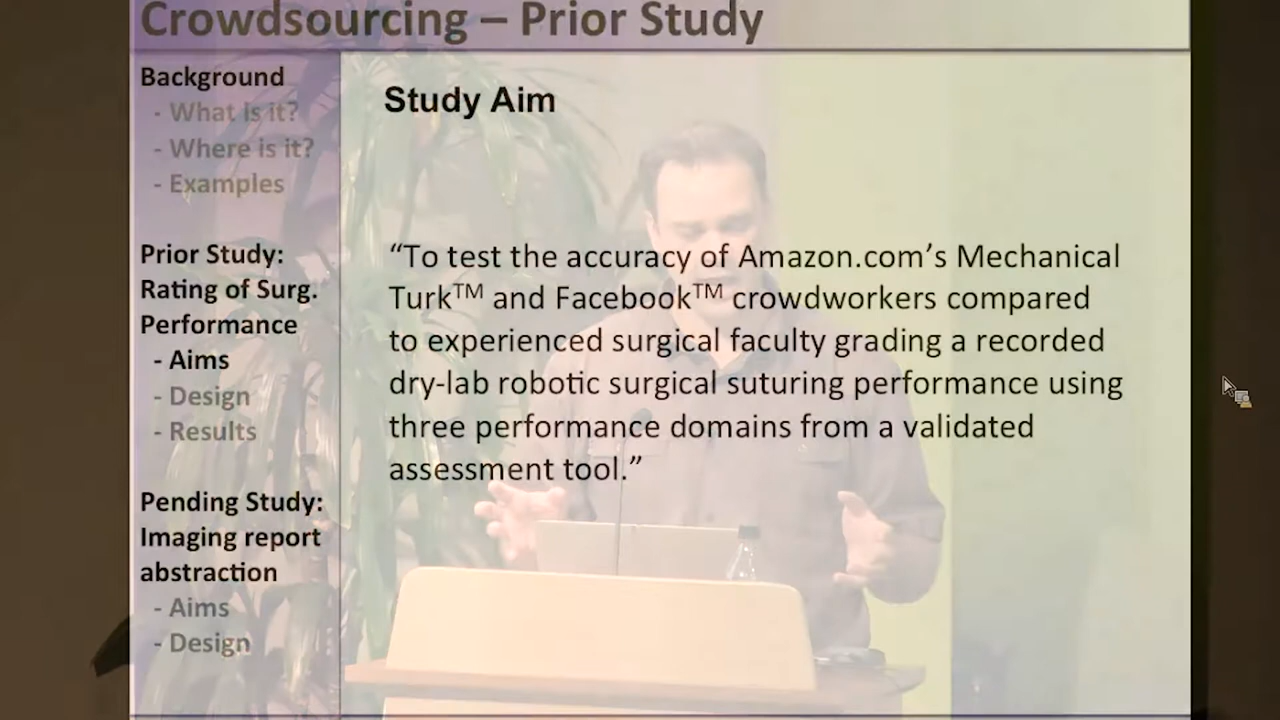 Crowdsourcing – Prior Study
Background
- What is it?
- Where is it?
- Examples
Prior Study:
Rating of Surg.
Performance
- Aims
- Design
- Results
Pending Study:
Imaging report
abstraction
- Aims
- Design
Study Aim
“To test the accuracy of Amazon.com’s Mechanical
Turk™ and Facebook™ crowdworkers compared
to experienced surgical faculty grading a recorded
dry-lab robotic surgical suturing performance using
three performance domains from a validated
assessment tool.”